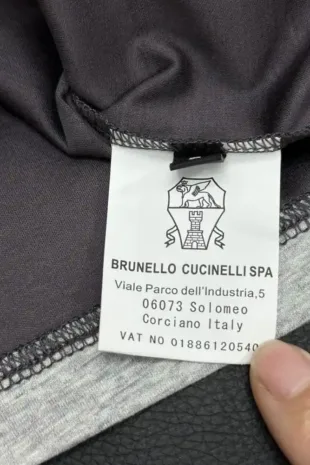 BRUNELLO CUCINELLI SPA
Viale Parco dell'Industria,5
06073 Solomeo
Corciano Italy
VAT NO 01886120540